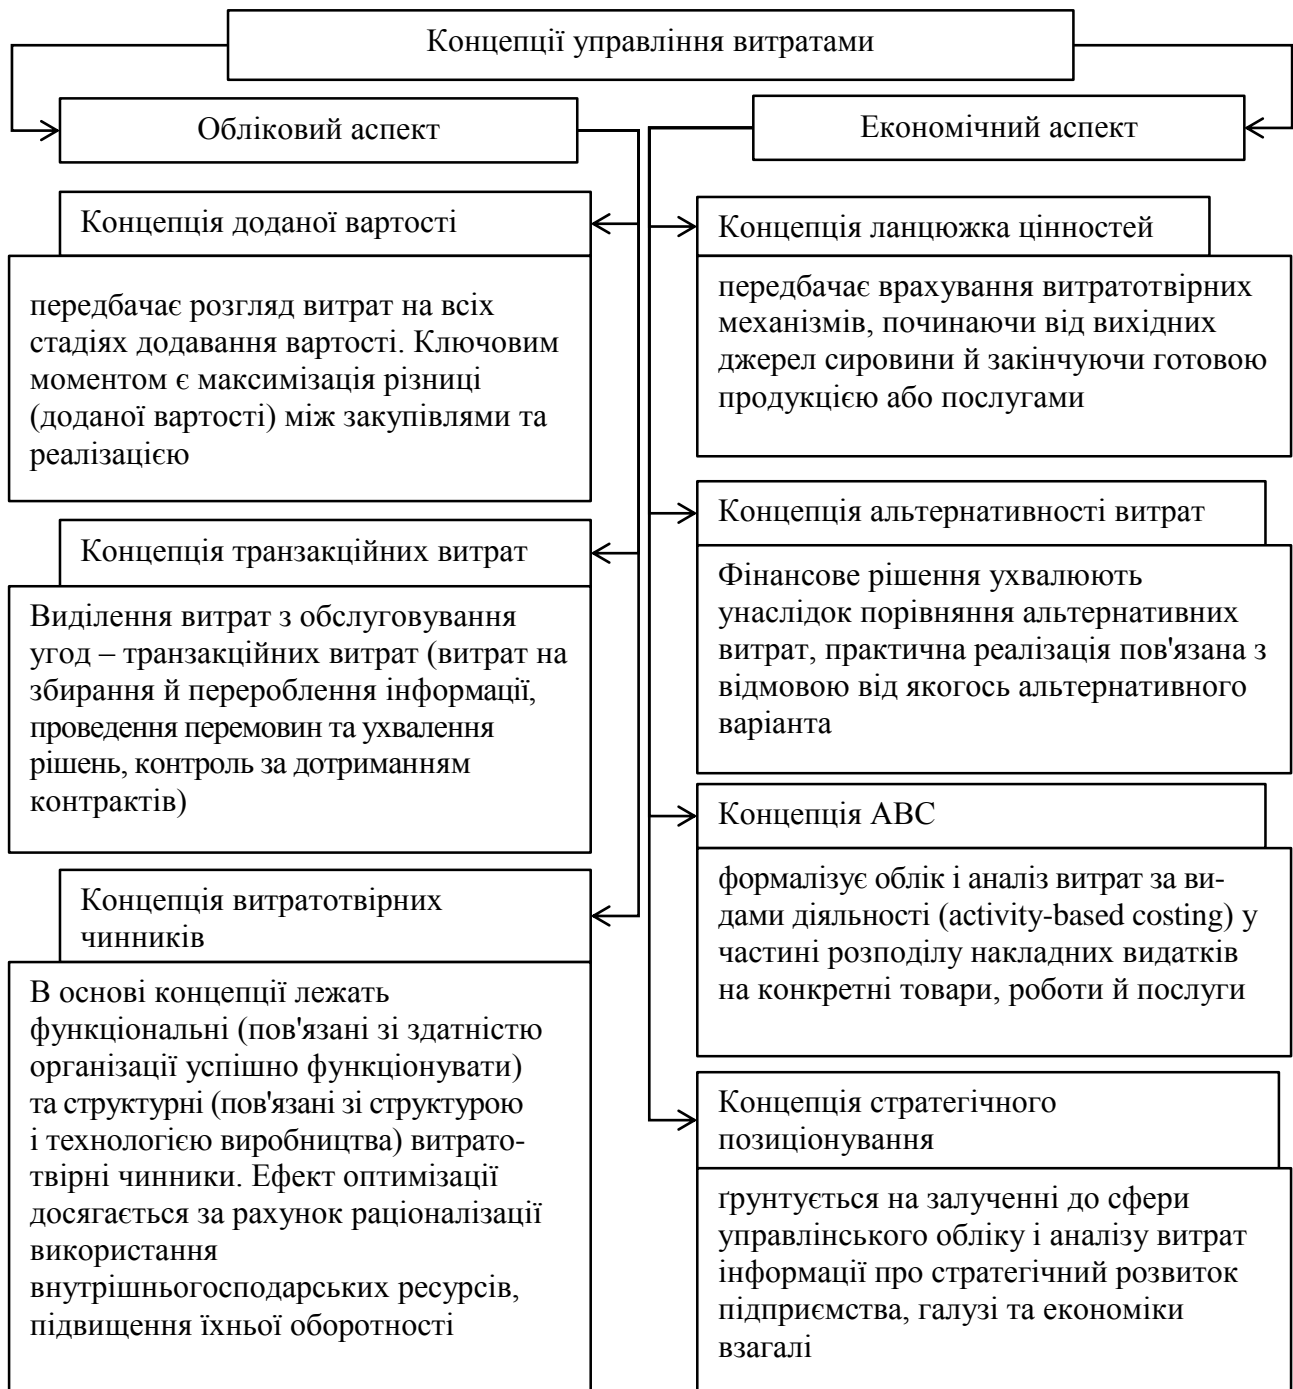 Концепції управління витратами
Обліковий аспект
Економічний аспект
Концепція доданої вартості
передбачає розгляд витрат на всіх
стадіях додавання вартості. Ключовим
моментом є максимізація різниці
(доданої вартості) між закупівлями та
реалізацією
Концепція транзакційних витрат
Виділення витрат з обслуговування
угод – транзакційних витрат (витрат на
збирання й перероблення інформації,
проведення перемовин та ухвалення
рішень, контроль за дотриманням
контрактів)
Концепція витратотвірних
чинників
В основі концепції лежать
функціональні (пов'язані зі здатністю
організації успішно функціонувати)
та структурні (пов'язані зі структурою
і технологією виробництва) витрато-
твірні чинники. Ефект оптимізації
досягається за рахунок раціоналізації
використання
внутрішньогосподарських ресурсів,
підвищення їхньої оборотності
Концепція ланцюжка цінностей
передбачає врахування витратотвірних
механізмів, починаючи від вихідних
джерел сировини й закінчуючи готовою
продукцією або послугами
Концепція альтернативності витрат
Фінансове рішення ухвалюють
унаслідок порівняння альтернативних
витрат, практична реалізація пов'язана з
відмовою від якогось альтернативного
варіанта
Концепція АВС
формалізує облік і аналіз витрат за ви-
дами діяльності (activity-based costing) у
частині розподілу накладних видатків
на конкретні товари, роботи й послуги
Концепція стратегічного
позиціонування
ґрунтується на залученні до сфери
управлінського обліку і аналізу витрат
інформації про стратегічний розвиток
підприємства, галузі та економіки
взагалі